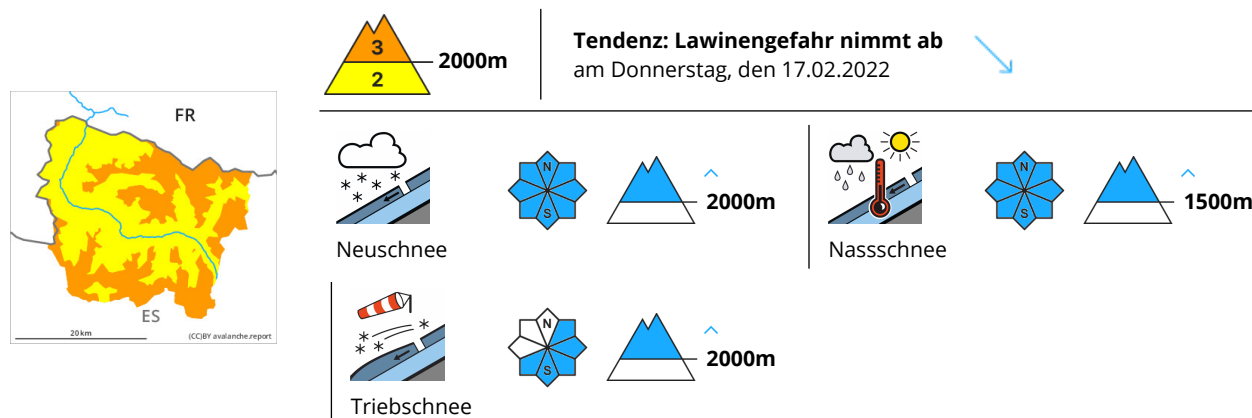 3
2
2000m
Tendenz: Lawinengefahr nimmt ab
am Donnerstag, den 17.02.2022
FR
ES
20 km
(CC)BY avalanche.report
N
S
2000m
Neuschnee
N
S
1500m
Nassschnee
N
S
2000m
Triebschnee